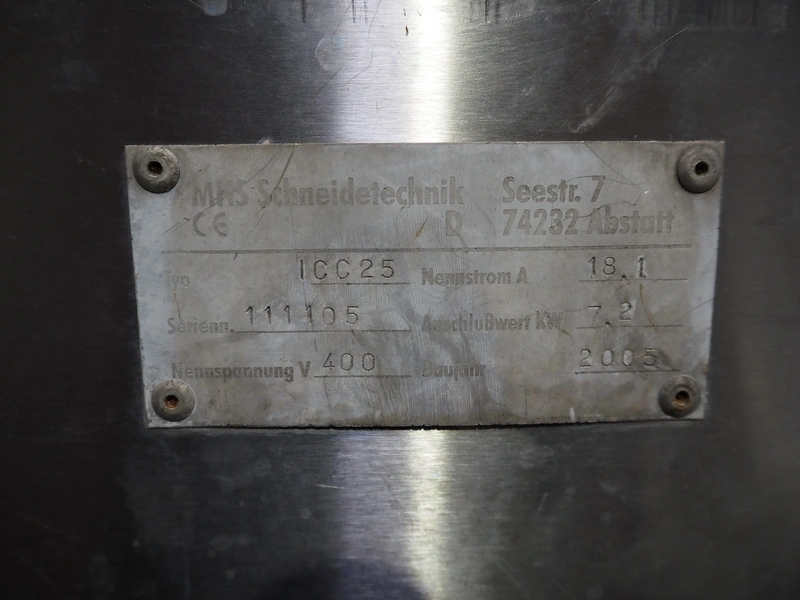 MHS Schneidetechnik Seestr. 7
CE D 74232 Abstatt
Typ ICC25 Nennstrom A 18.1
Serienn. 111105 Anschlußwert KW 7.2
Nennspannung V 400 Baujahr 2005